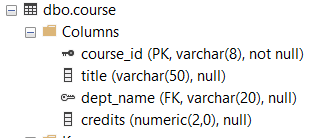 dbo.course
Columns
course_id (PK, varchar(8), not null)
title (varchar(50), null)
dept_name (FK, varchar(20), null)
credits (numeric(2,0), null)